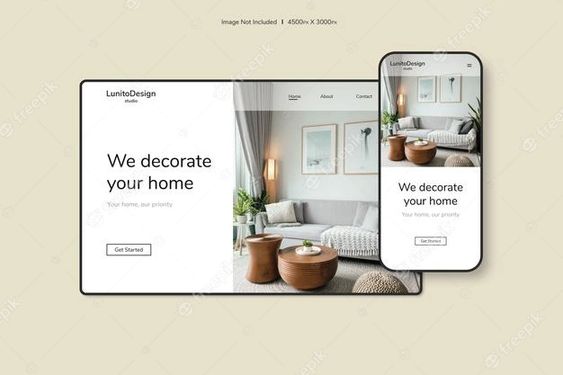 Image Not Included I 4500PX X 3000PX
LunitoDesign
studio
Home About Contact
We decorate
your home
Your home, our priority
Get Started
LunitoDesign
studio
We decorate
your home
Your home, our priority
Get Started
freepik
freepik
freepik
freepik
freepik